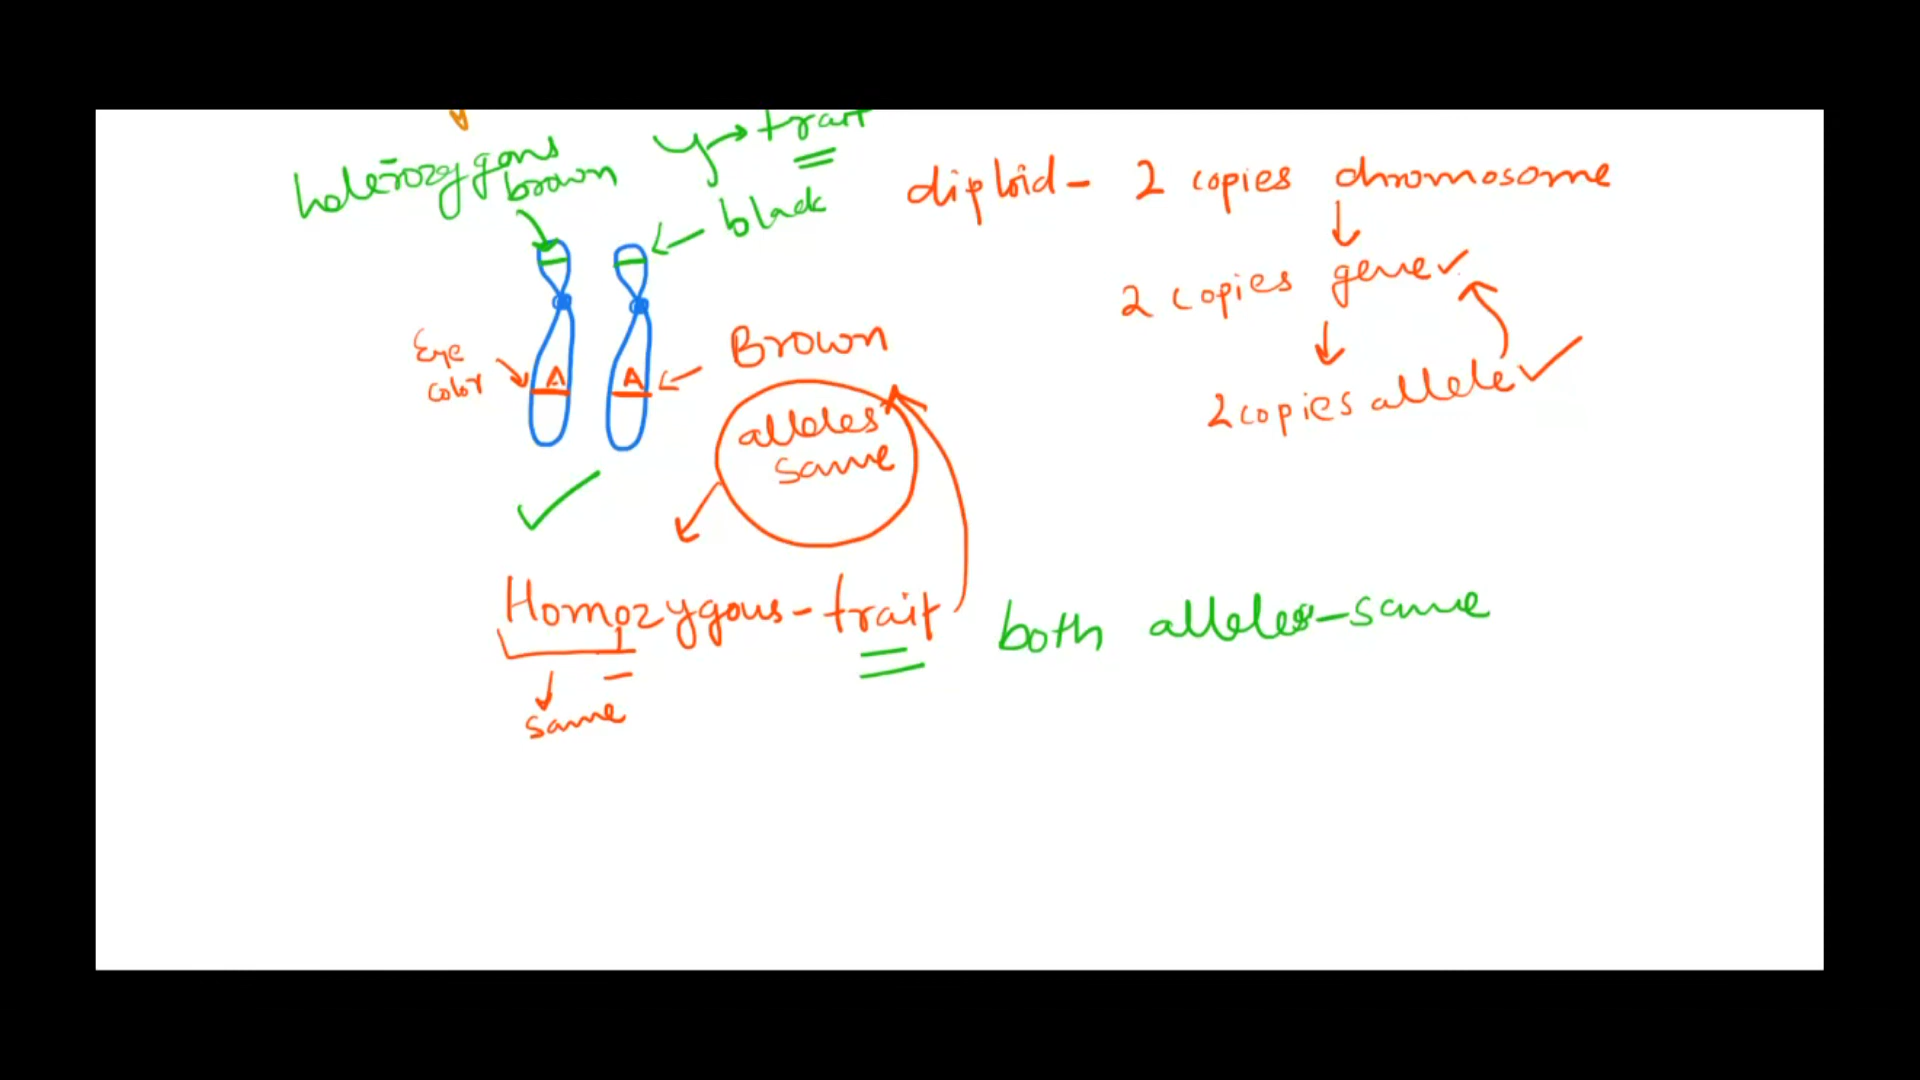 heterozygous
y → trait
brown
black
diploid - 2 copies chromosome
2 copies gene ✓
2 copies allele ✓
Eye
color
A
A
Brown
alleles
same
Homozygous - trait
both alleles - same
same